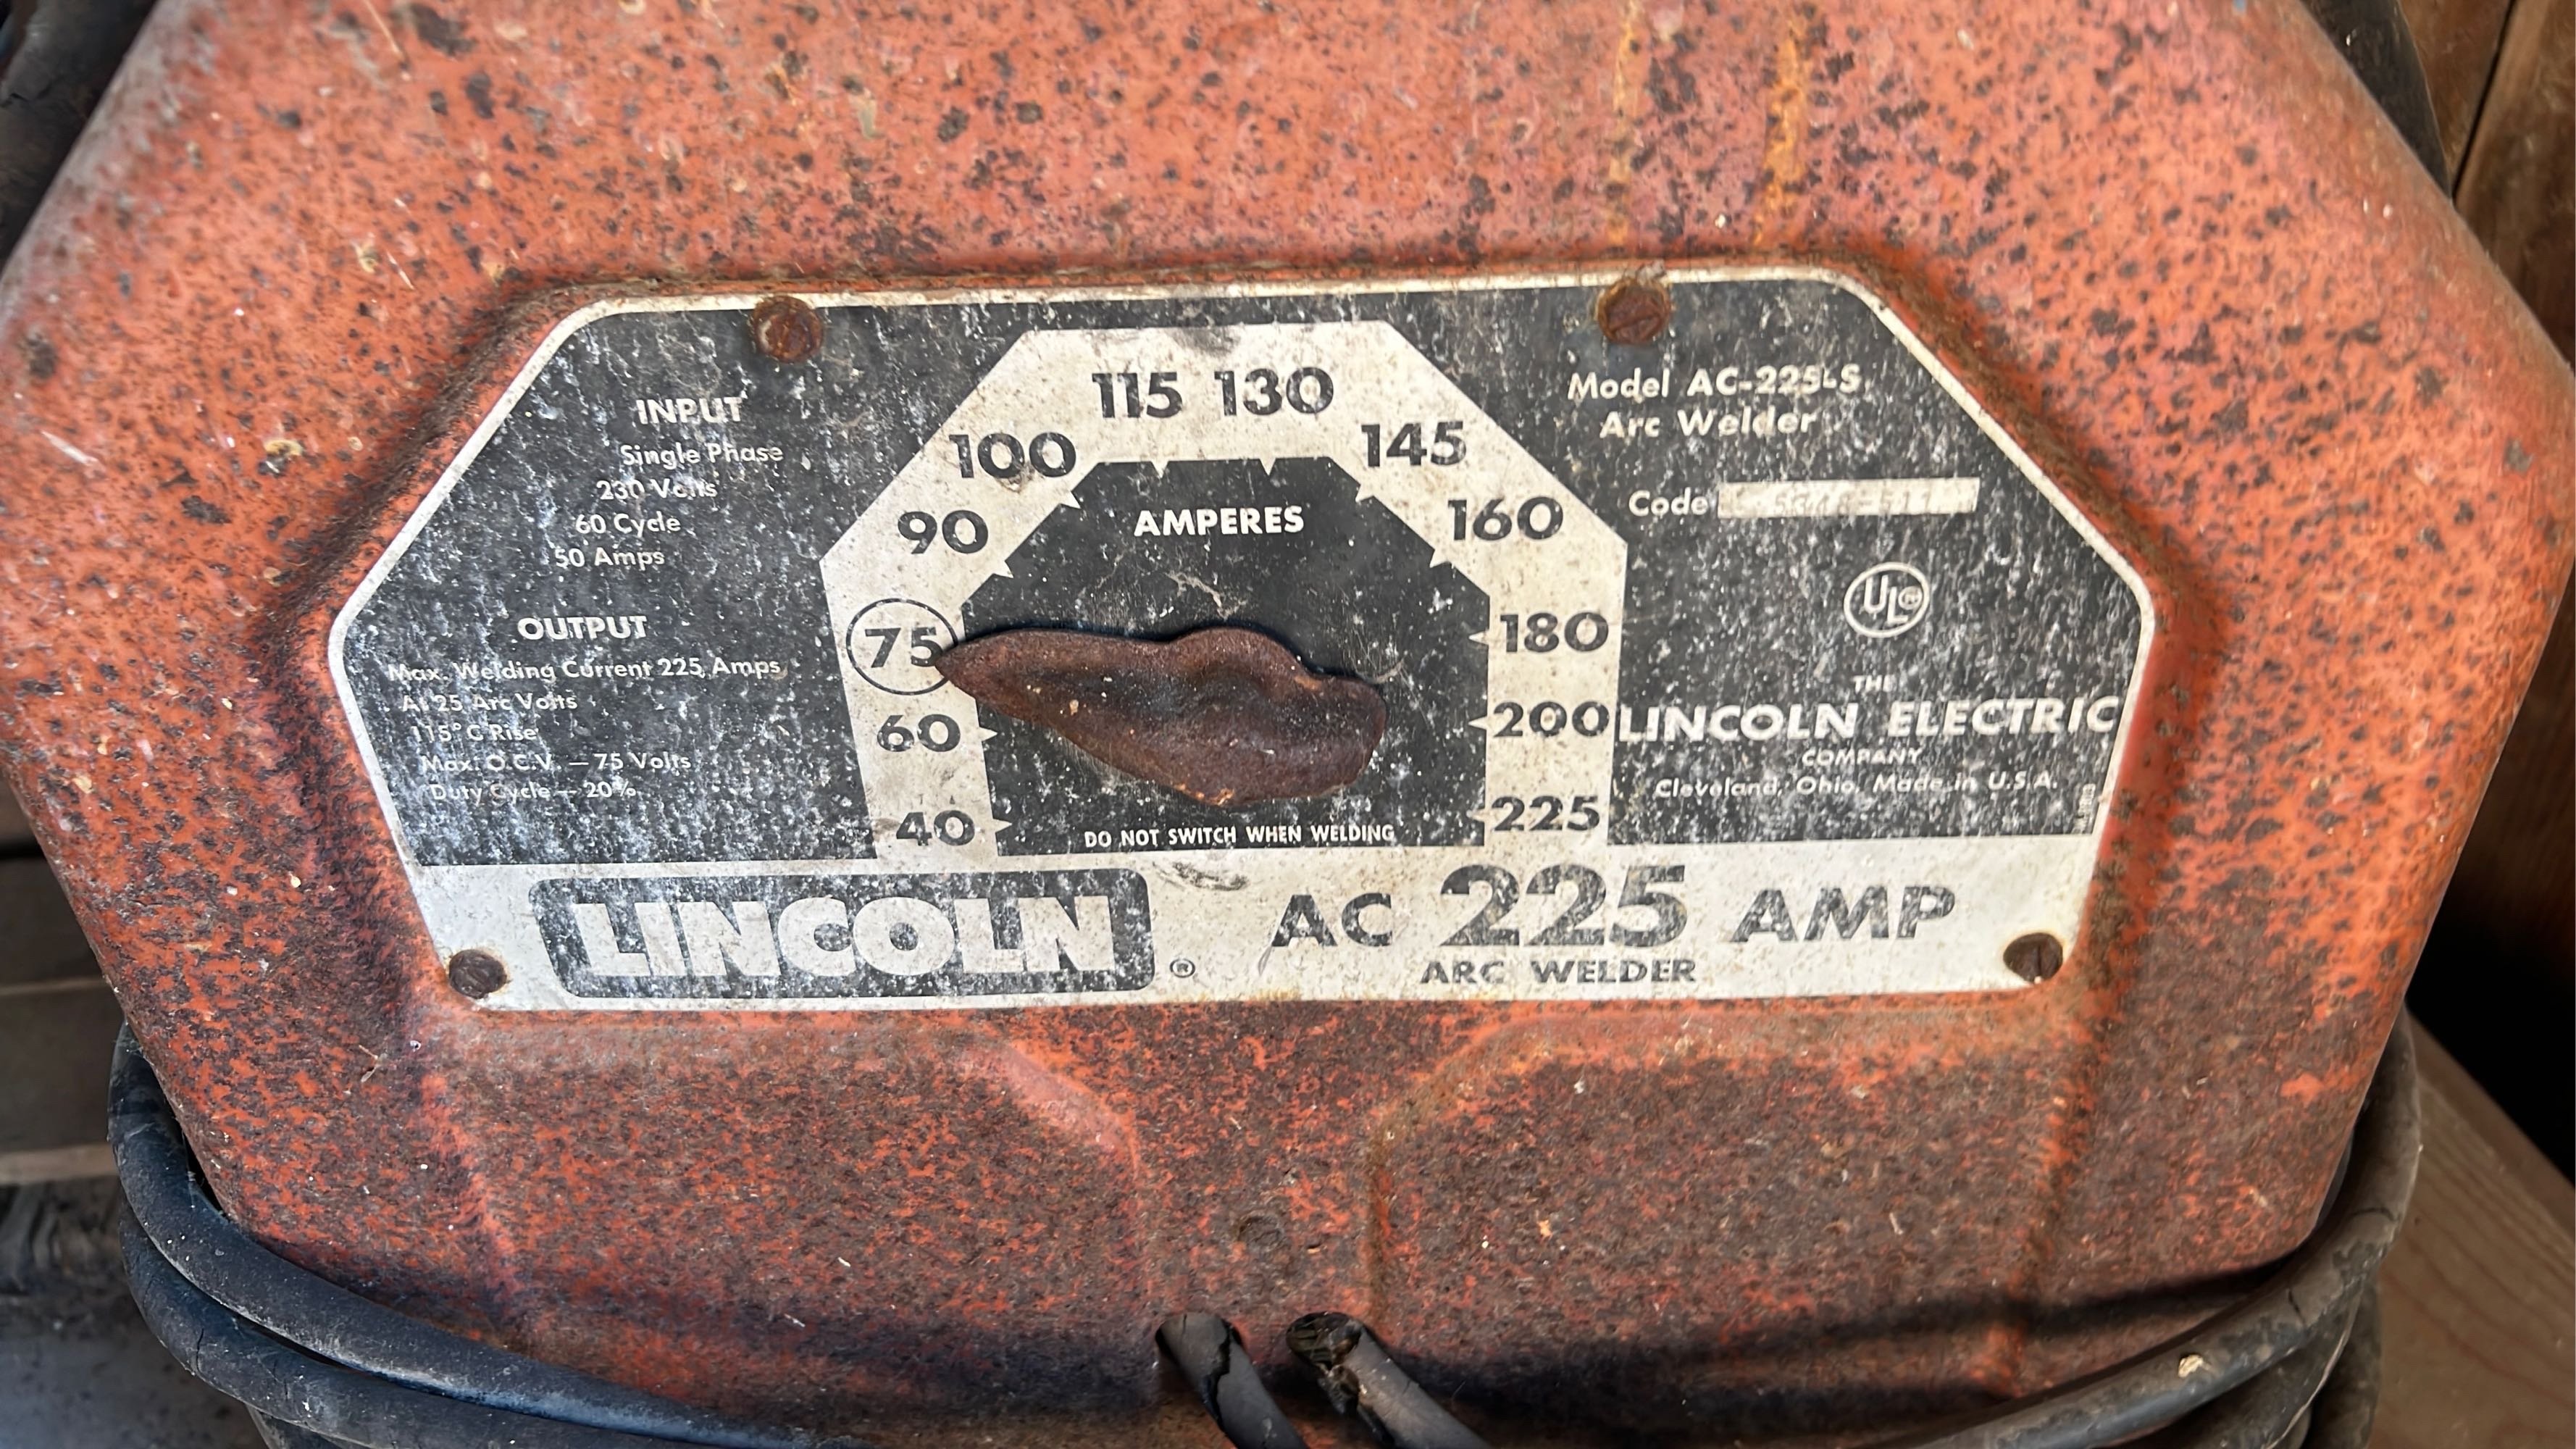 INPUT
Single Phase
230 Volts
60 Cycle
50 Amps
OUTPUT
Max. Welding Current 225 Amps
At 25 Arc Volts
115°C Rise
Max. O.C.V. — 75 Volts
Duty Cycle — 20%
40
60
75
90
100
115 130
145
160
180
200
225
AMPERES
DO NOT SWITCH WHEN WELDING
Model AC-225-S
Arc Welder
Code
UL
THE
LINCOLN ELECTRIC
COMPANY
Cleveland, Ohio, Made in U.S.A.
LINCOLN ® AC 225 AMP
ARC WELDER